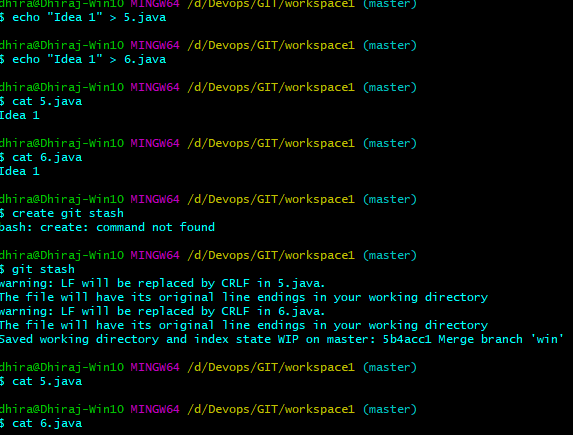 dhira@Dhiraj-Win10 MINGW64 /d/Devops/GIT/workspace1 (master)
$ echo "Idea 1" > 5.java
dhira@Dhiraj-Win10 MINGW64 /d/Devops/GIT/workspace1 (master)
$ echo "Idea 1" > 6.java
dhira@Dhiraj-Win10 MINGW64 /d/Devops/GIT/workspace1 (master)
$ cat 5.java
Idea 1
dhira@Dhiraj-Win10 MINGW64 /d/Devops/GIT/workspace1 (master)
$ cat 6.java
Idea 1
dhira@Dhiraj-Win10 MINGW64 /d/Devops/GIT/workspace1 (master)
$ create git stash
bash: create: command not found
dhira@Dhiraj-Win10 MINGW64 /d/Devops/GIT/workspace1 (master)
$ git stash
warning: LF will be replaced by CRLF in 5.java.
The file will have its original line endings in your working directory
warning: LF will be replaced by CRLF in 6.java.
The file will have its original line endings in your working directory
Saved working directory and index state WIP on master: 5b4acc1 Merge branch 'win'
dhira@Dhiraj-Win10 MINGW64 /d/Devops/GIT/workspace1 (master)
$ cat 5.java
dhira@Dhiraj-Win10 MINGW64 /d/Devops/GIT/workspace1 (master)
$ cat 6.java